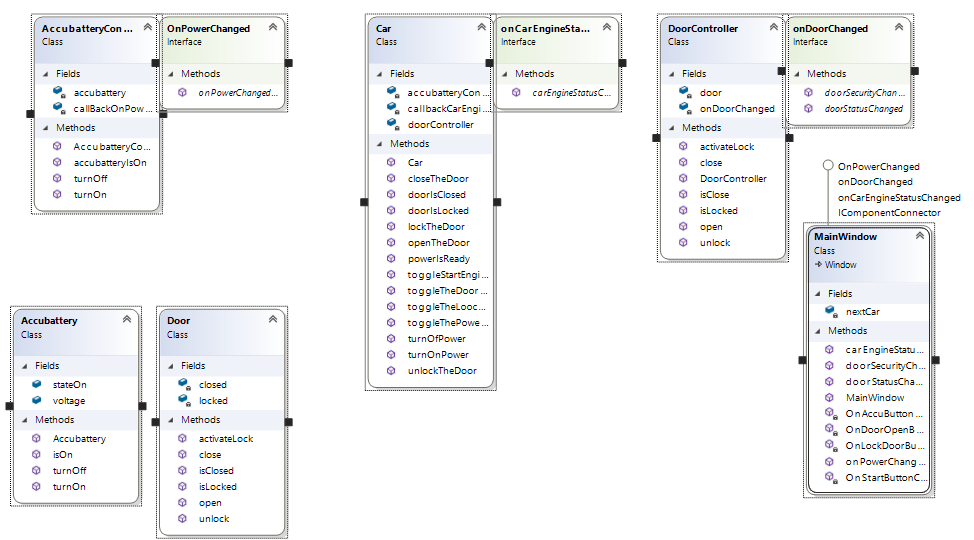 AccubatteryCon ...
Class
Fields
accubattery
callBackOnPow...
Methods
AccubatteryCo...
accubatteryIsOn
turnOff
turnOn
OnPowerChanged
Interface
Methods
onPowerChanged...
Car
Class
Fields
accubatteryCon ...
callbackCarEngi...
doorController
Methods
Car
closeTheDoor
doorIsClosed
doorIsLocked
lockTheDoor
openTheDoor
powerIsReady
toggleStartEngi...
toggleTheDoor ...
toggleTheLooc...
toggleThePowe...
turnOfPower
turnOnPower
unlockTheDoor
onCarEngineSta...
Interface
Methods
carEngineStatusC...
DoorController
Class
Fields
door
onDoorChanged
Methods
activateLock
close
DoorController
isClose
isLocked
open
unlock
onDoorChanged
Interface
Methods
doorSecurityChan ...
doorStatusChanged
OnPowerChanged
onDoorChanged
onCarEngineStatusChanged
IComponentConnector
MainWindow
Class
Window
Fields
nextCar
Methods
carEngineStatu...
doorSecurityCh...
doorStatusCha...
MainWindow
OnAccuButton ...
OnDoorOpenB...
OnLockDoorBu...
onPowerChang...
OnStartButtonC...
Accubattery
Class
Fields
stateOn
voltage
Methods
Accubattery
isOn
turnOff
turnOn
Door
Class
Fields
closed
locked
Methods
activateLock
close
isClosed
isLocked
open
unlock